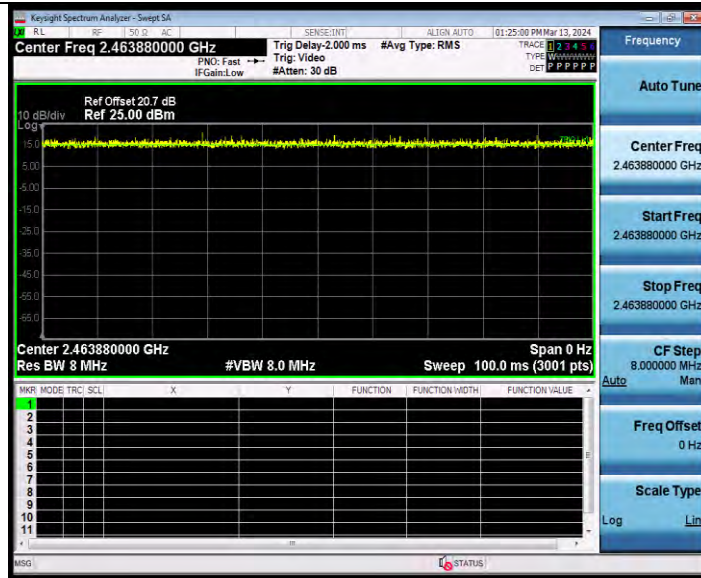 Keysight Spectrum Analyzer - Swept SA
RL RF 50 Ω AC SENSE:INT ALIGN AUTO 01:25:00 PM Mar 13, 2024
Center Freq 2.463880000 GHz
PNO: Fast
IFGain:Low
Trig Delay-2.000 ms
Trig: Video
#Atten: 30 dB
#Avg Type: RMS
TRACE 1 2 3 4 5 6
TYPE
DET P P P P P P
Ref Offset 20.7 dB
10 dB/div Ref 25.00 dBm
Log
15.0
5.00
-5.00
-15.0
-25.0
-35.0
-45.0
-55.0
-65.0
Center 2.463880000 GHz Span 0 Hz
Res BW 8 MHz #VBW 8.0 MHz Sweep 100.0 ms (3001 pts)
MKR MODE TRC SCL X Y FUNCTION FUNCTION WIDTH FUNCTION VALUE
1
2
3
4
5
6
7
8
9
10
11
MSG STATUS
Frequency
Auto Tune
Center Freq
2.463880000 GHz
Start Freq
2.463880000 GHz
Stop Freq
2.463880000 GHz
CF Step
8.000000 MHz
Auto Man
Freq Offset
0 Hz
Scale Type
Log Lin